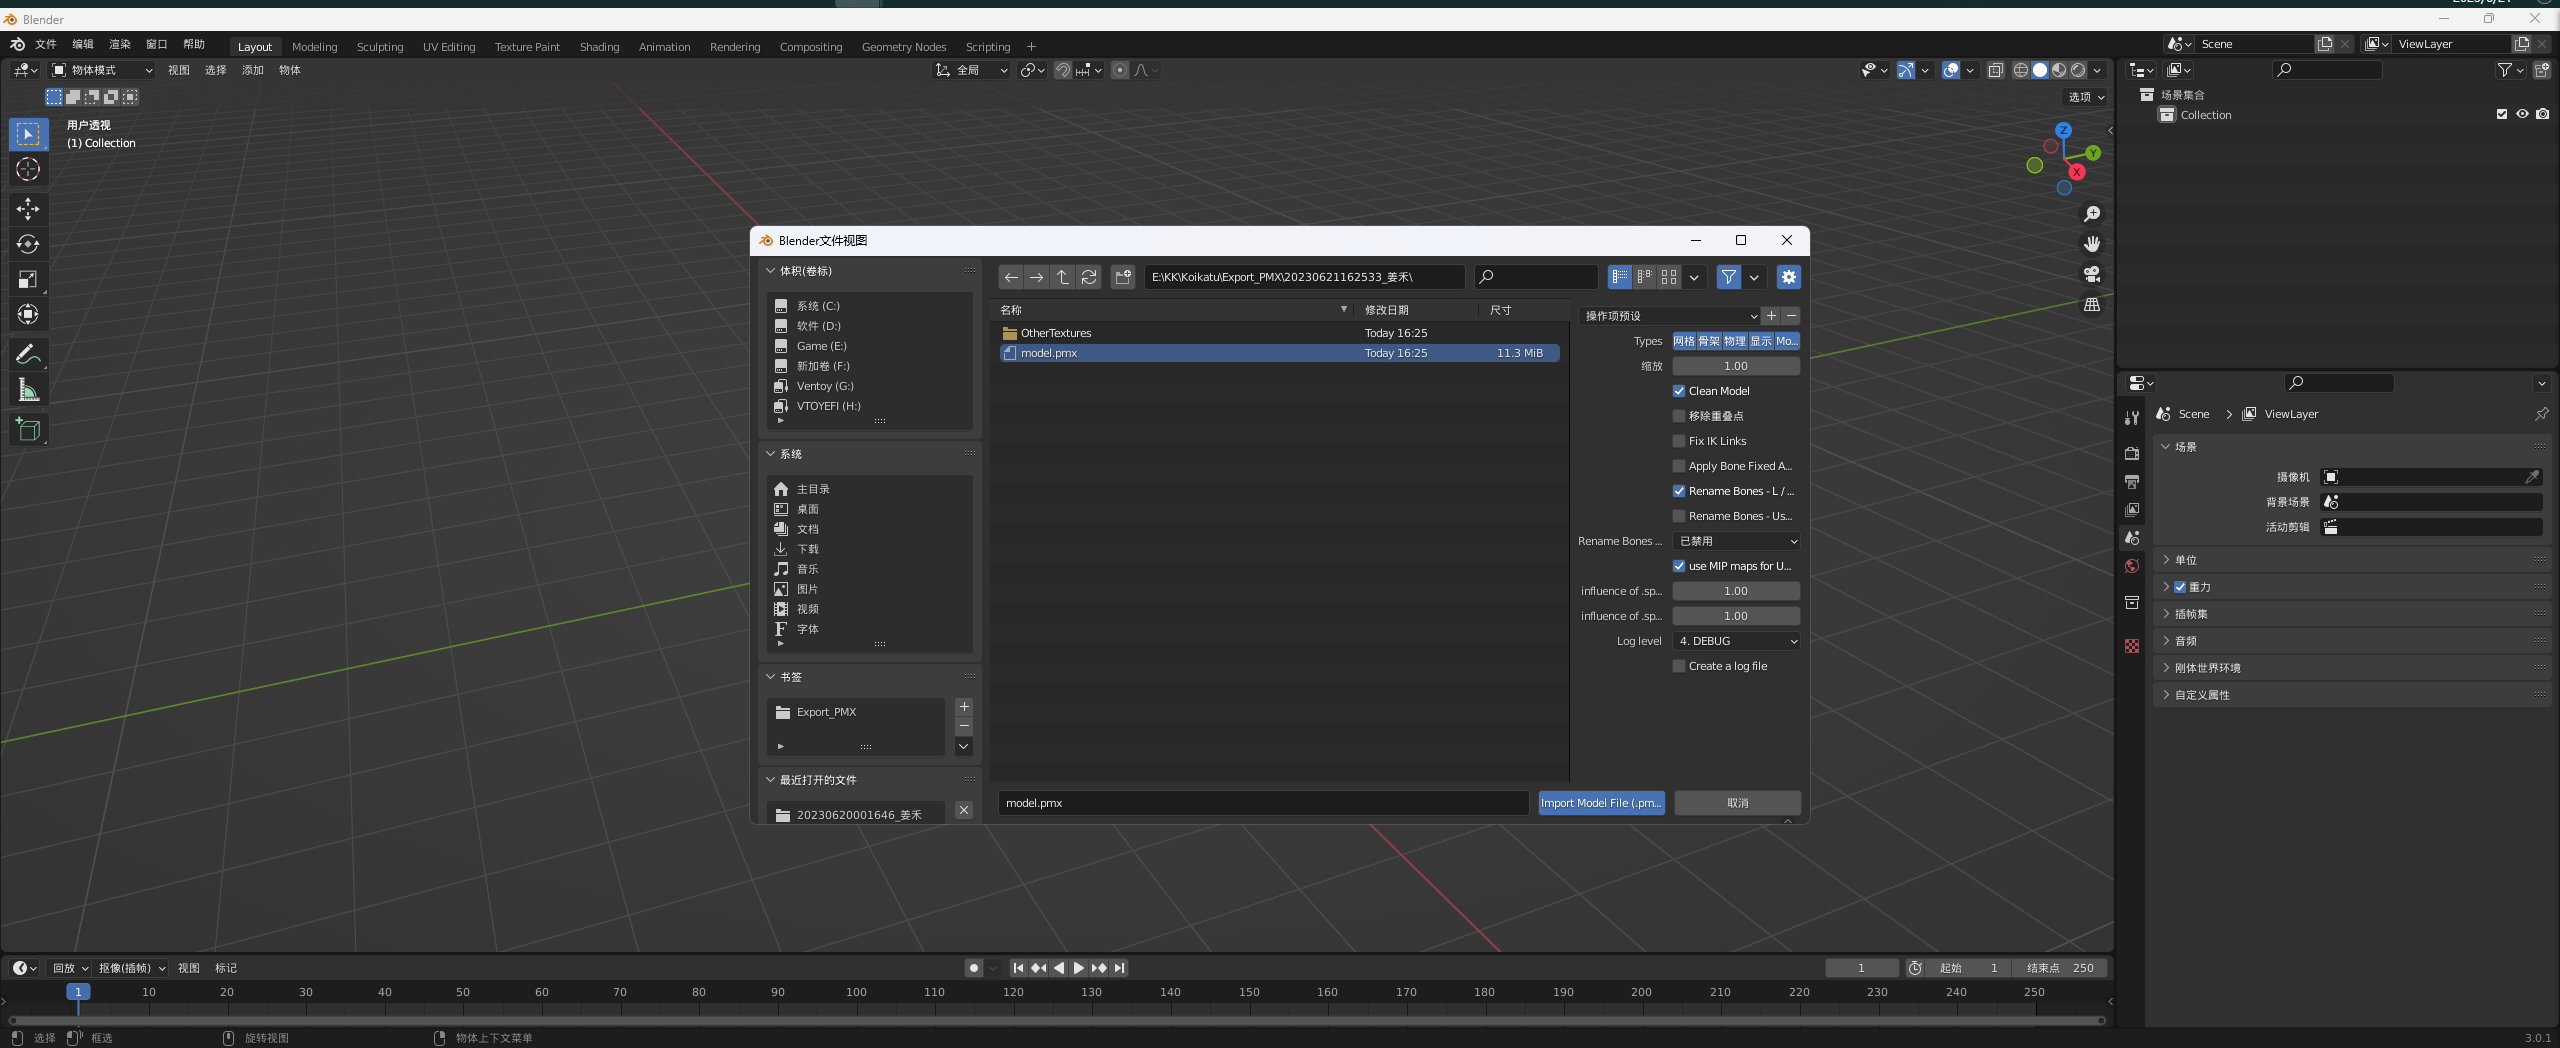 Blender
文件 编辑 渲染 窗口 帮助 Layout Modeling Sculpting UV Editing Texture Paint Shading Animation Rendering Compositing Geometry Nodes Scripting + Scene ViewLayer
物体模式 视图 选择 添加 物体 全局
选项
用户透视
(1) Collection
Z
Y
X
场景集合
Collection
Blender文件视图
体积(卷标)
系统 (C:)
软件 (D:)
Game (E:)
新加卷 (F:)
Ventoy (G:)
VTOYEFI (H:)
系统
主目录
桌面
文档
下载
音乐
图片
视频
字体
书签
Export_PMX
最近打开的文件
20230620001646_姜禾
E:\KK\Koikatu\Export_PMX\20230621162533_姜禾\
名称 修改日期 尺寸
OtherTextures Today 16:25
model.pmx Today 16:25 11.3 MiB
操作项预设
Types 网格 骨架 物理 显示 Mo...
缩放 1.00
Clean Model
移除重叠点
Fix IK Links
Apply Bone Fixed A...
Rename Bones - L / ...
Rename Bones - Us...
Rename Bones ... 已禁用
use MIP maps for U...
influence of .sp... 1.00
influence of .sp... 1.00
Log level 4. DEBUG
Create a log file
model.pmx Import Model File (.pm... 取消
Scene ViewLayer
场景
摄像机
背景场景
活动剪辑
单位
重力
插帧集
音频
刚体世界环境
自定义属性
回放 抠像(插帧) 视图 标记 1 起始 1 结束点 250
1 10 20 30 40 50 60 70 80 90 100 110 120 130 140 150 160 170 180 190 200 210 220 230 240 250
选择 框选 旋转视图 物体上下文菜单 3.0.1